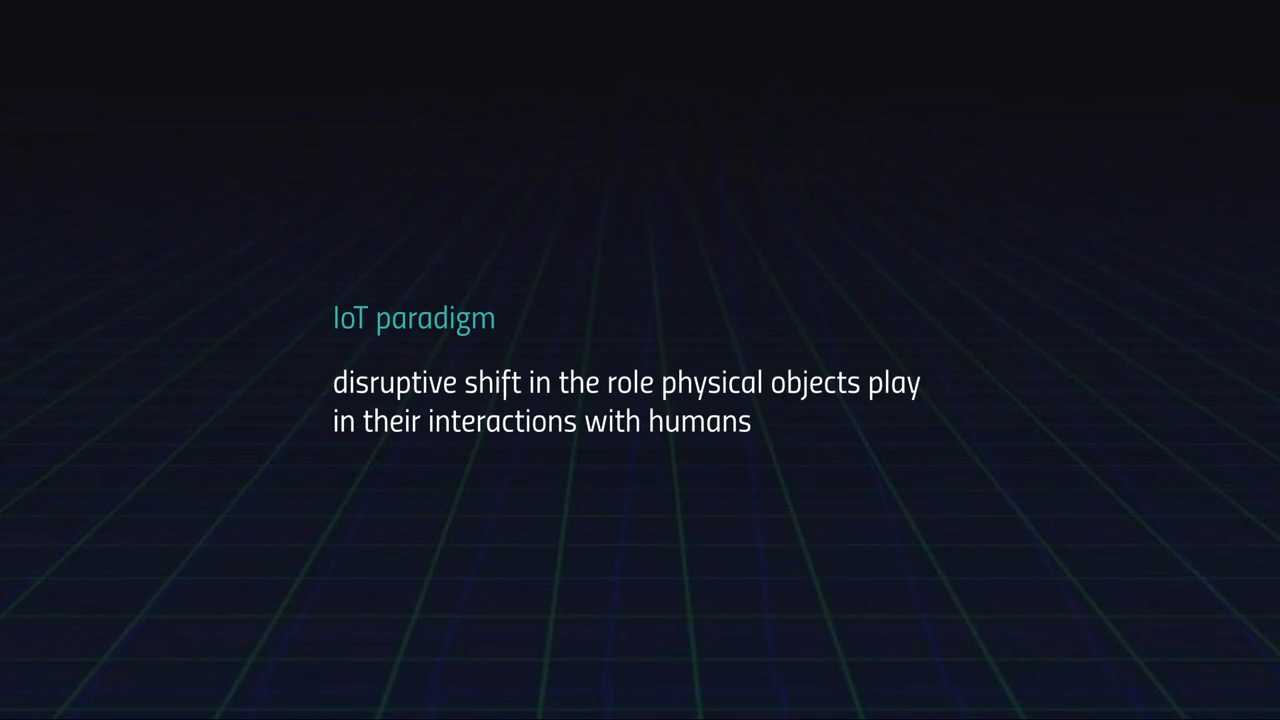 IoT paradigm
disruptive shift in the role physical objects play
in their interactions with humans